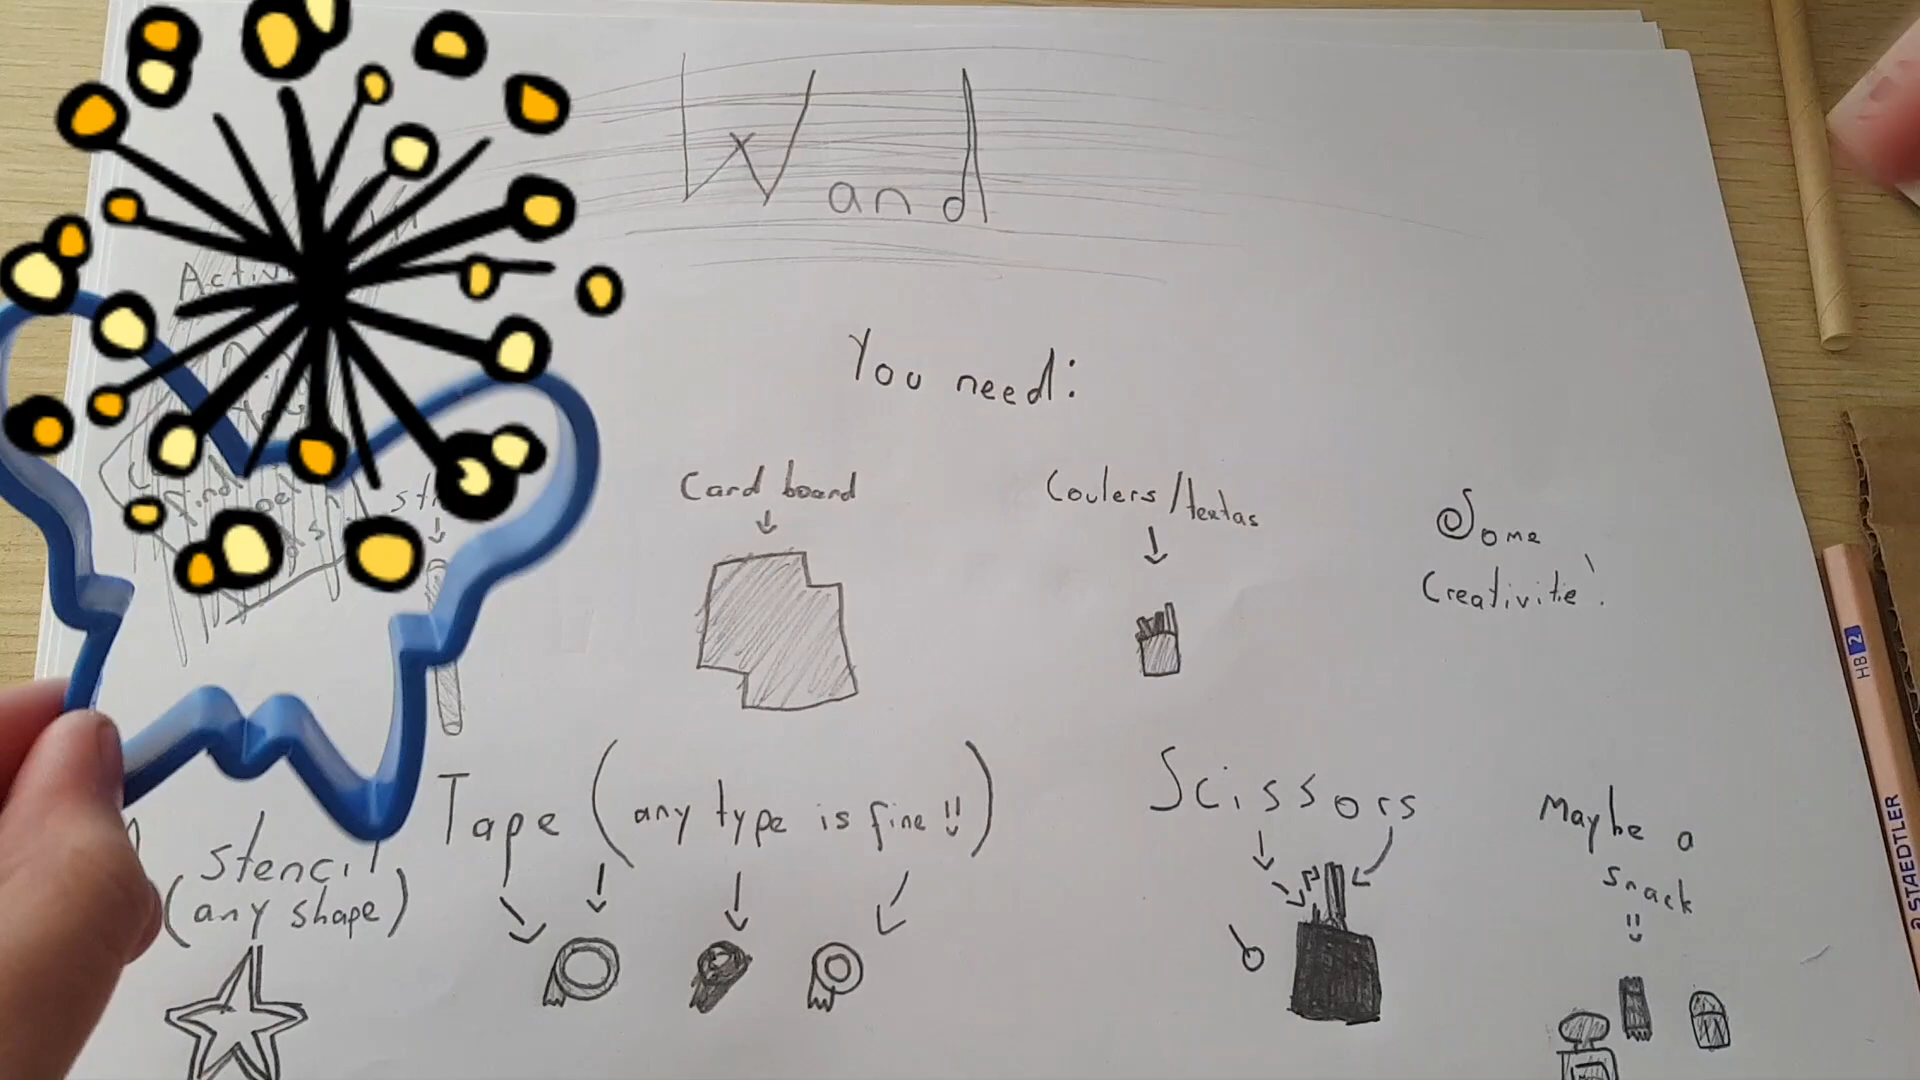 Wand
You need:
Card board
Coulers/textas
Some
Creativitie!
Tape (any type is fine !!)
Scissors
Maybe a
snack
!!
stencil
(any shape)
HB 2
STAEDTLER